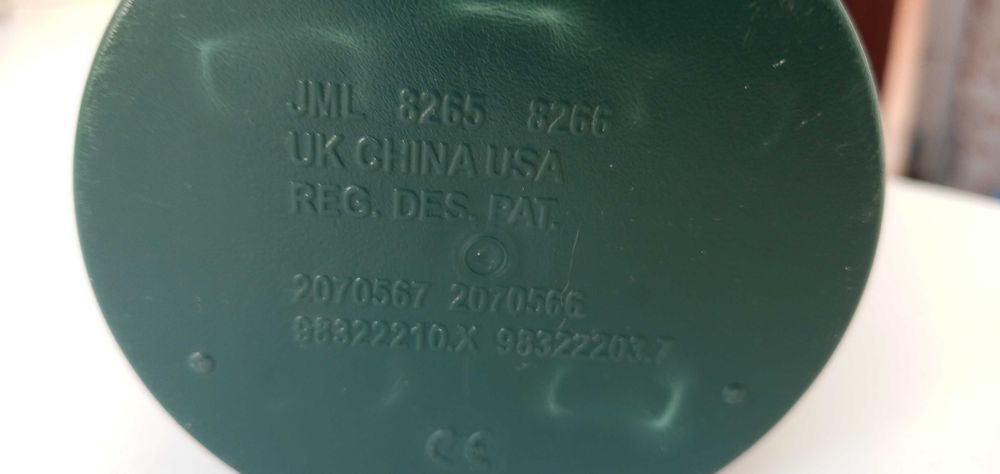 JML 8265 8266
UK CHINA USA
REG. DES. PAT.
2070567 2070566
98322210.X 98322203.7
CE